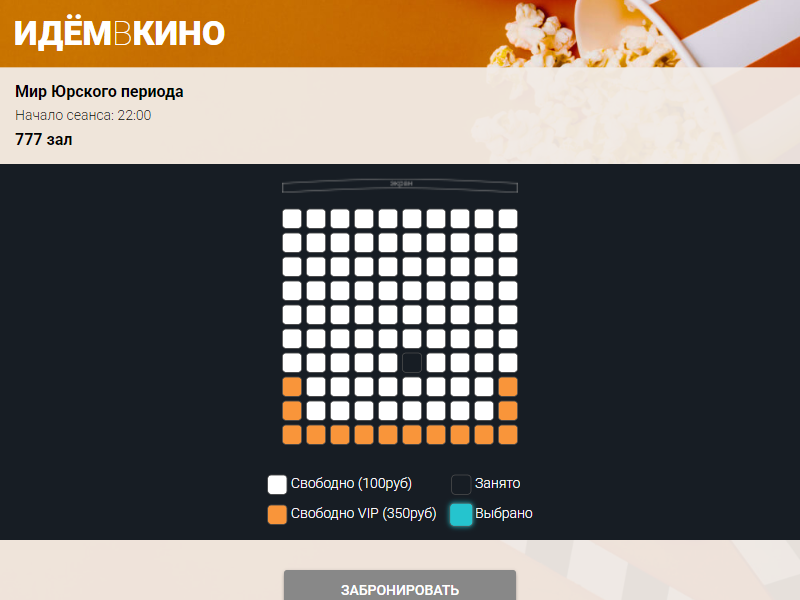 ИДЁМВКИНО
Мир Юрского периода
Начало сеанса: 22:00
777 зал
экран
Свободно (100руб)
Занято
Свободно VIP (350руб)
Выбрано
ЗАБРОНИРОВАТЬ